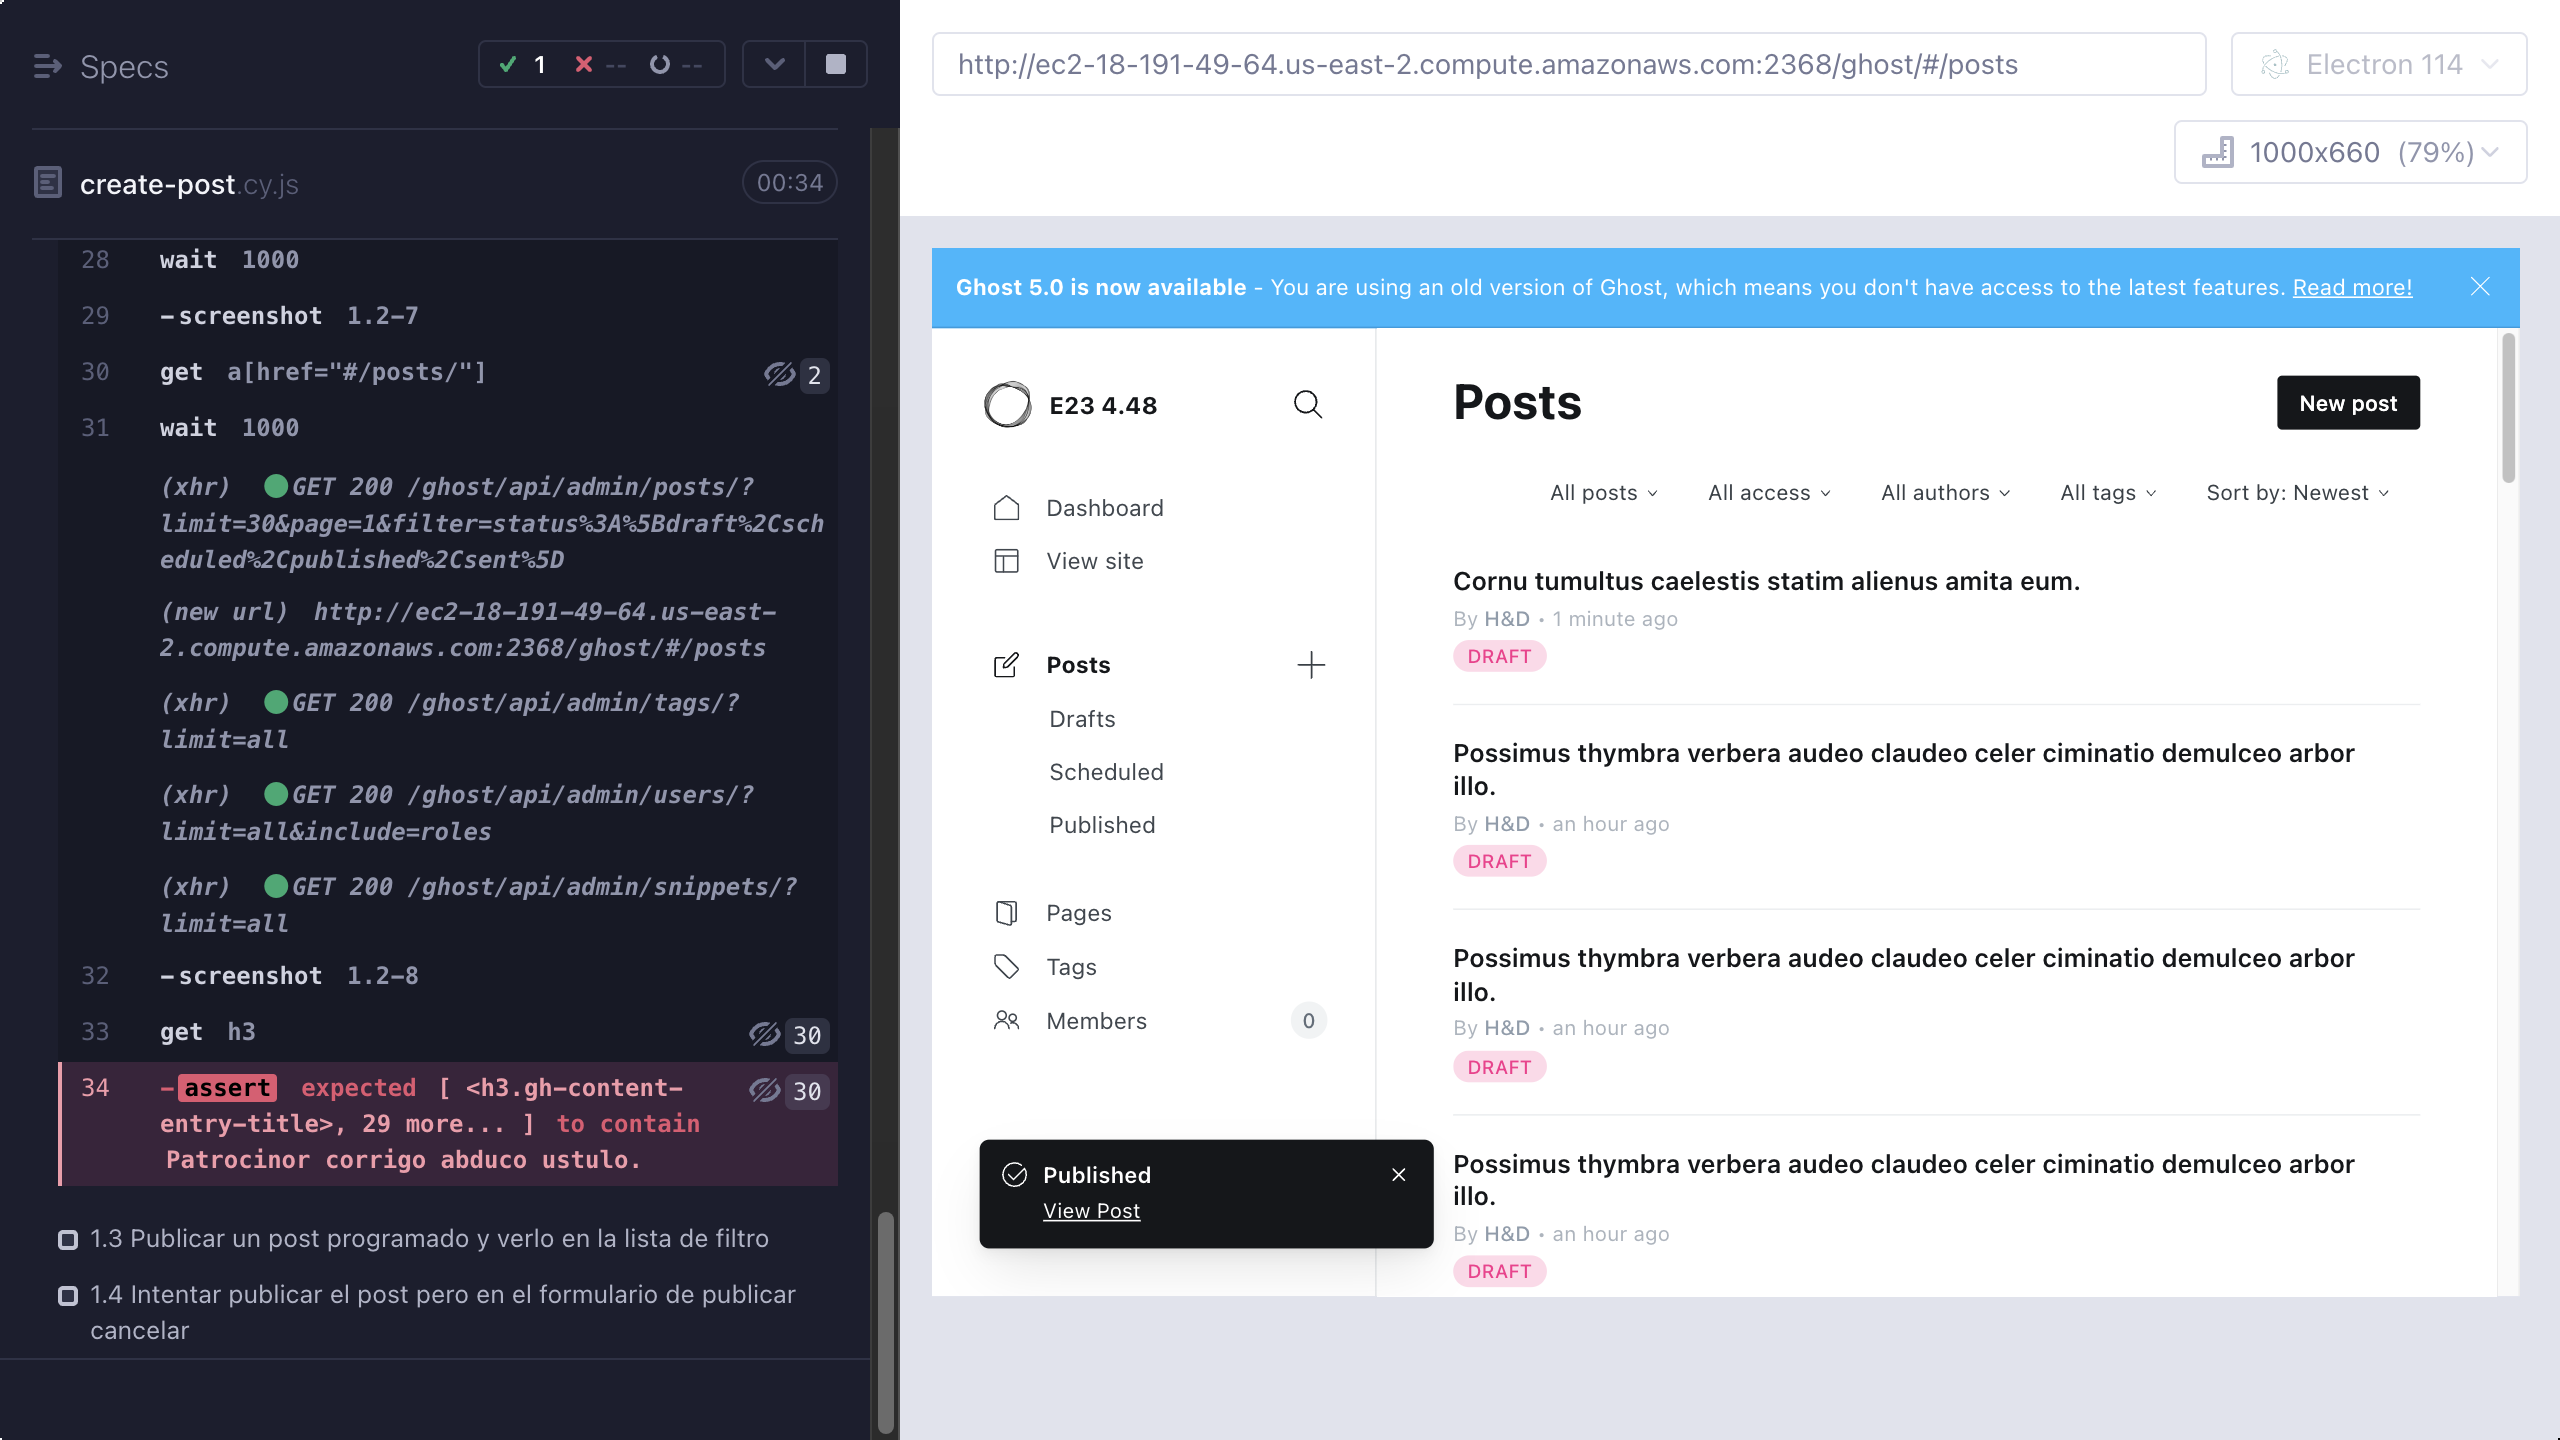 Specs
1
--
--
create-post.cy.js
00:34
28 wait 1000
29 -screenshot 1.2-7
30 get a[href="#/posts/"] 2
31 wait 1000
(xhr) GET 200 /ghost/api/admin/posts/?
limit=30&page=1&filter=status%3A%5Bdraft%2Csch
eduled%2Cpublished%2Csent%5D
(new url) http://ec2-18-191-49-64.us-east-
2.compute.amazonaws.com:2368/ghost/#/posts
(xhr) GET 200 /ghost/api/admin/tags/?
limit=all
(xhr) GET 200 /ghost/api/admin/users/?
limit=all&include=roles
(xhr) GET 200 /ghost/api/admin/snippets/?
limit=all
32 -screenshot 1.2-8
33 get h3 30
34 -assert expected [ <h3.gh-content- 30
entry-title>, 29 more... ] to contain
Patrocinor corrigo abduco ustulo.
1.3 Publicar un post programado y verlo en la lista de filtro
1.4 Intentar publicar el post pero en el formulario de publicar
cancelar
http://ec2-18-191-49-64.us-east-2.compute.amazonaws.com:2368/ghost/#/posts
Electron 114
1000x660 (79%)
Ghost 5.0 is now available - You are using an old version of Ghost, which means you don't have access to the latest features. Read more!
E23 4.48
Dashboard
View site
Posts
Drafts
Scheduled
Published
Pages
Tags
Members 0
Published
View Post
Posts
New post
All posts All access All authors All tags Sort by: Newest
Cornu tumultus caelestis statim alienus amita eum.
By H&D • 1 minute ago
DRAFT
Possimus thymbra verbera audeo claudeo celer ciminatio demulceo arbor
illo.
By H&D • an hour ago
DRAFT
Possimus thymbra verbera audeo claudeo celer ciminatio demulceo arbor
illo.
By H&D • an hour ago
DRAFT
Possimus thymbra verbera audeo claudeo celer ciminatio demulceo arbor
illo.
By H&D • an hour ago
DRAFT